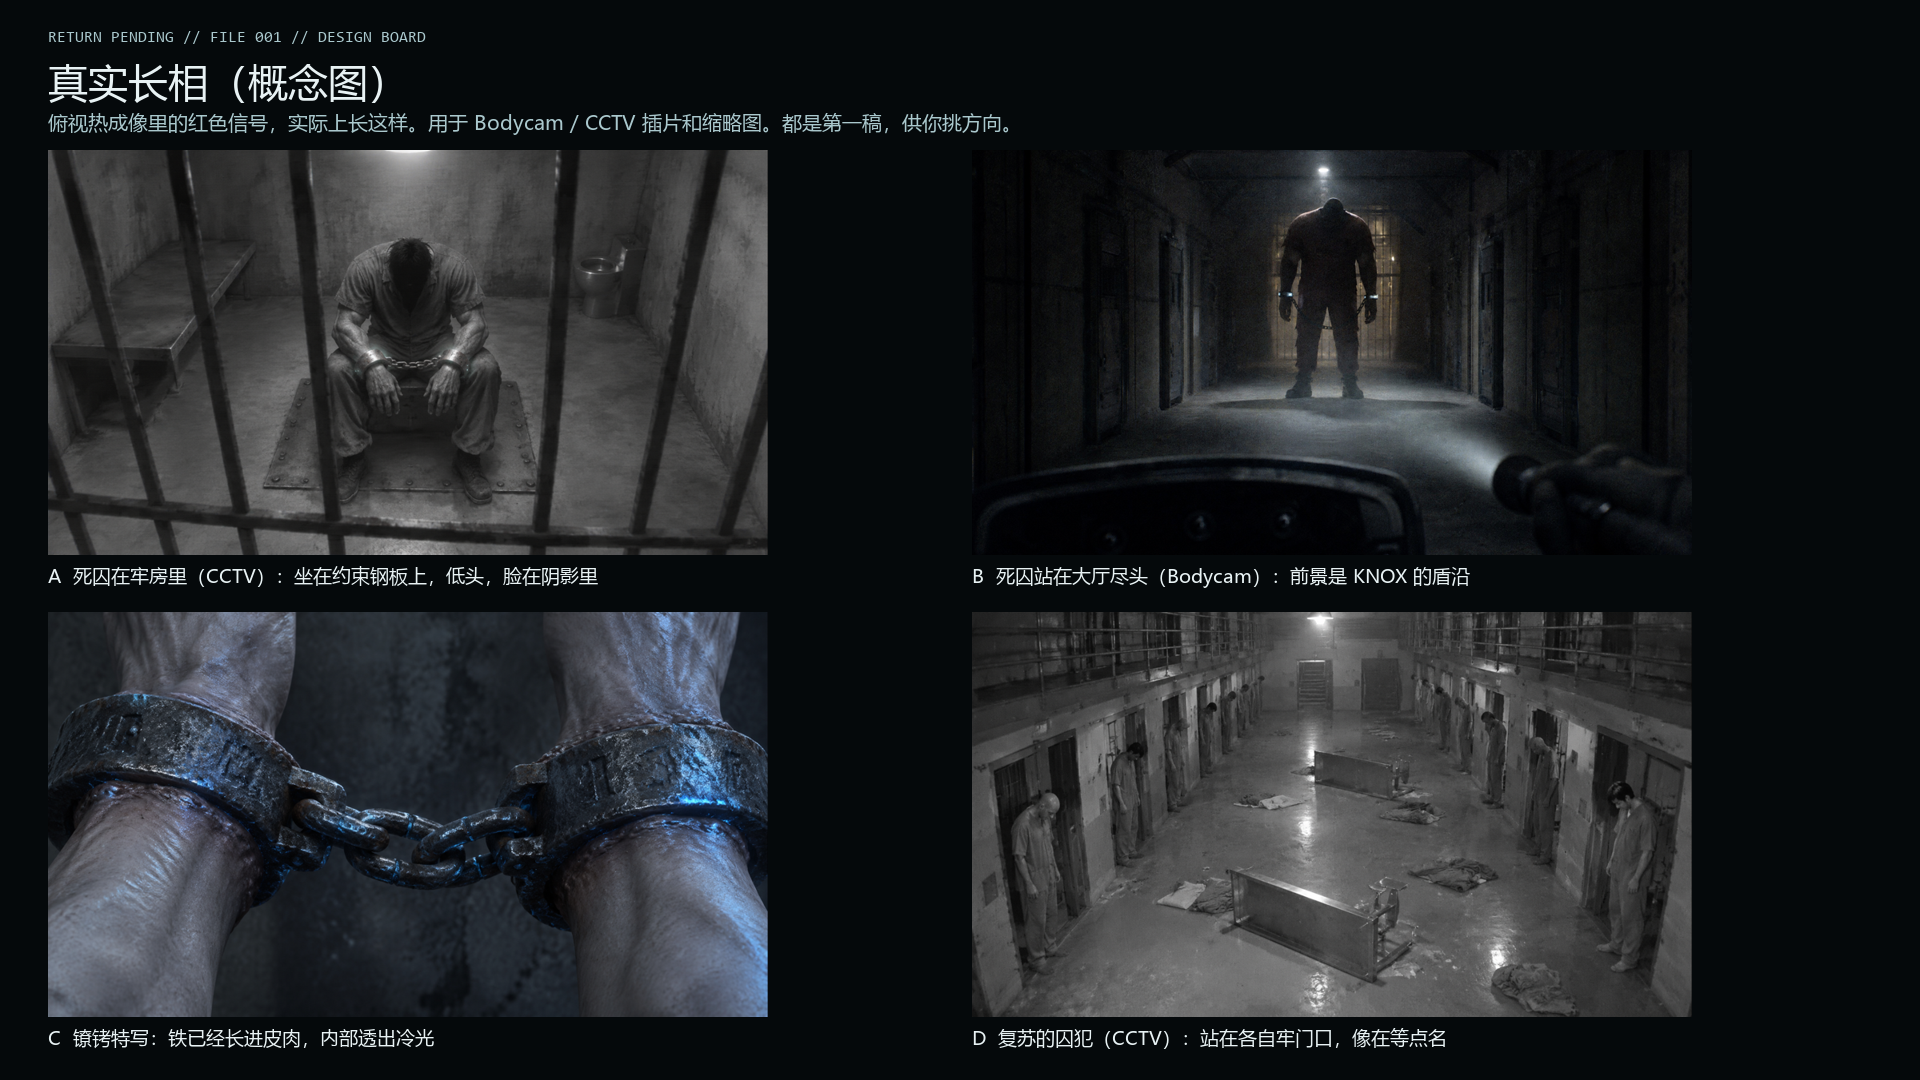 RETURN PENDING // FILE 001 // DESIGN BOARD
真实长相（概念图）
俯视热成像里的红色信号，实际上长这样。用于 Bodycam / CCTV 插片和缩略图。都是第一稿，供你挑方向。
A 死囚在牢房里（CCTV）：坐在约束钢板上，低头，脸在阴影里
B 死囚站在大厅尽头（Bodycam）：前景是 KNOX 的盾沿
C 镣铐特写：铁已经长进皮肉，内部透出冷光
D 复苏的囚犯（CCTV）：站在各自牢门口，像在等点名